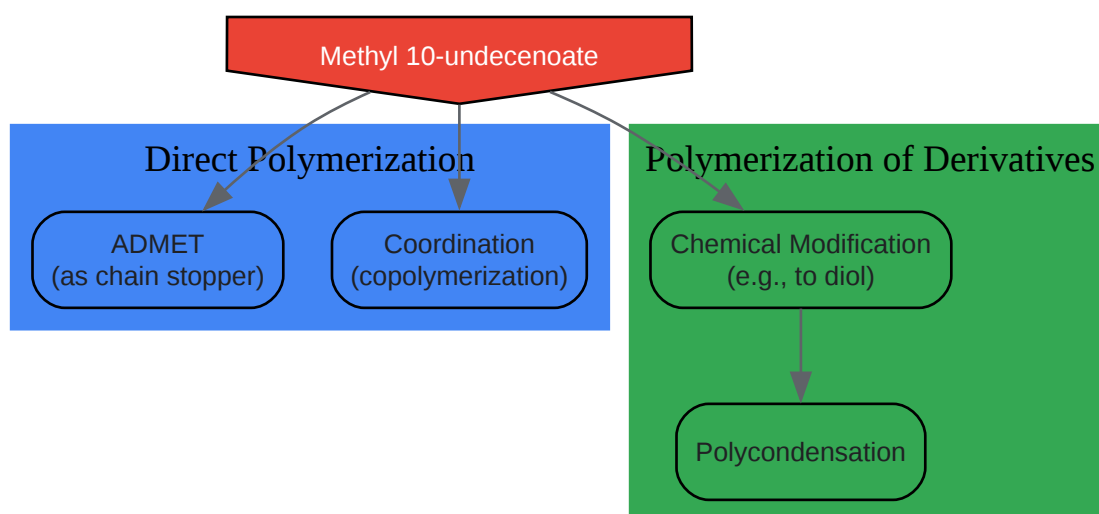 Methyl 10-undecenoate
Direct Polymerization
Polymerization of Derivatives
ADMET
(as chain stopper)
Coordination
(copolymerization)
Chemical Modification
(e.g., to diol)
Polycondensation